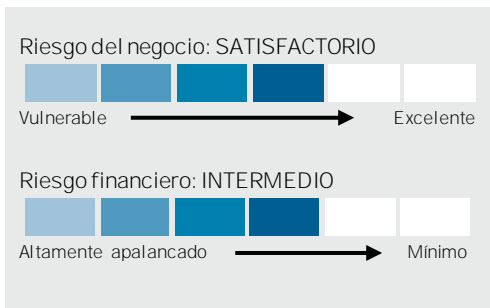 Riesgo del negocio: SATISFACTORIO
Vulnerable Excelente
Riesgo financiero: INTERMEDIO
Altamente apalancado Mínimo